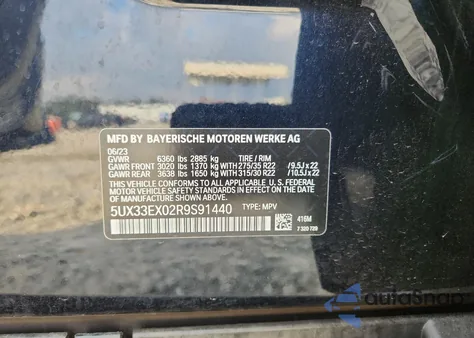 MFD BY BAYERISCHE MOTOREN WERKE AG
06/23
GVWR 6360 lbs 2885 kg TIRE / RIM
GAWR FRONT 3020 lbs 1370 kg WITH 275/35 R22 /9.5J x 22
GAWR REAR 3638 lbs 1650 kg WITH 315/30 R22 /10.5J x 22
THIS VEHICLE CONFORMS TO ALL APPLICABLE U.S. FEDERAL
MOTOR VEHICLE SAFETY STANDARDS IN EFFECT ON THE
DATE OF MANUFACTURE SHOWN ABOVE.
5UX33EX02R9S91440 TYPE: MPV
416M
7 320 729
autoSnap